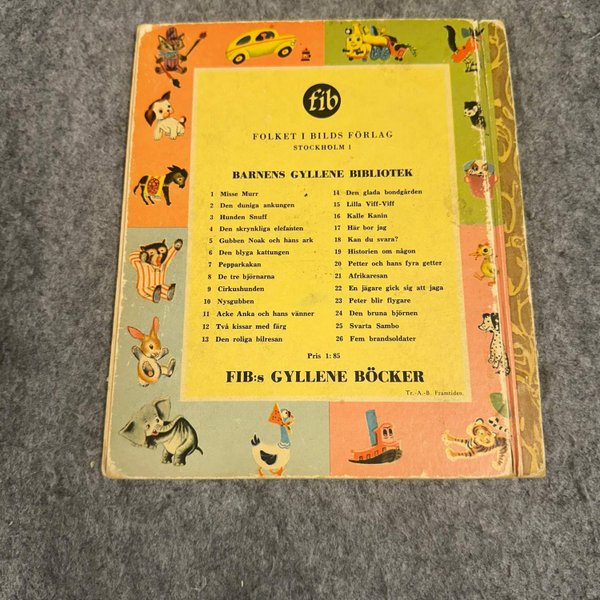 fib
FOLKET I BILDS FÖRLAG
STOCKHOLM 1
BARNENS GYLLENE BIBLIOTEK
1 Misse Murr
2 Den duniga ankungen
3 Hunden Snuff
4 Den skrynkliga elefanten
5 Gubben Noak och hans ark
6 Den blyga kattungen
7 Pepparkakan
8 De tre björnarna
9 Cirkushunden
10 Nysgubben
11 Acke Anka och hans vänner
12 Två kissar med färg
13 Den roliga bilresan
14 Den glada bondgården
15 Lilla Viff-Viff
16 Kalle Kanin
17 Här bor jag
18 Kan du svara?
19 Historien om någon
20 Petter och hans fyra getter
21 Afrikaresan
22 En jägare gick sig att jaga
23 Peter blir flygare
24 Den bruna björnen
25 Svarta Sambo
26 Fem brandsoldater
Pris 1:85
FIB:s GYLLENE BÖCKER
Tr.-A.-B. Framtiden.